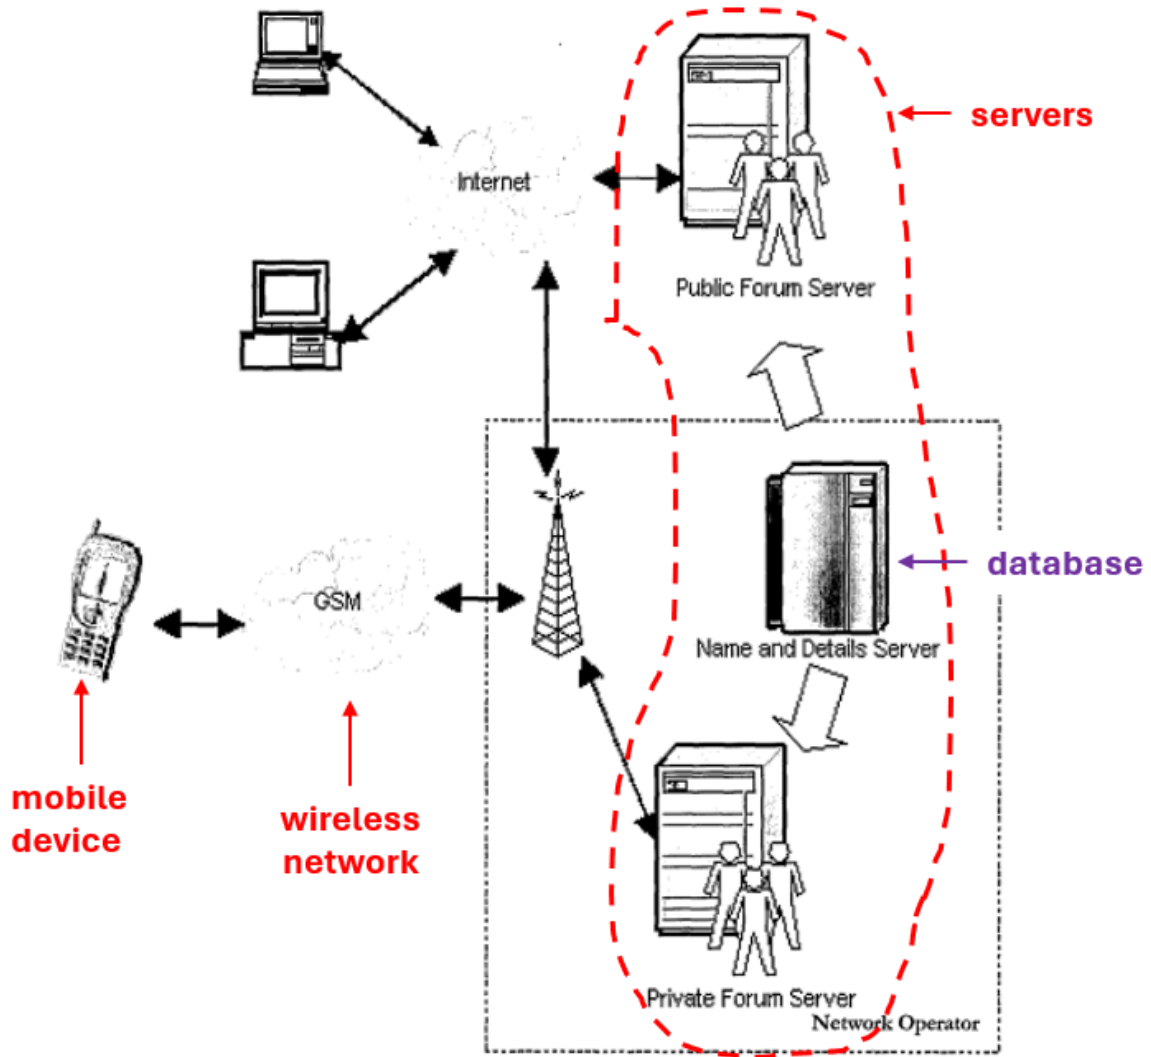 servers
Internet
Public Forum Server
database
GSM
Name and Details Server
mobile
device
wireless
network
Private Forum Server
Network Operator